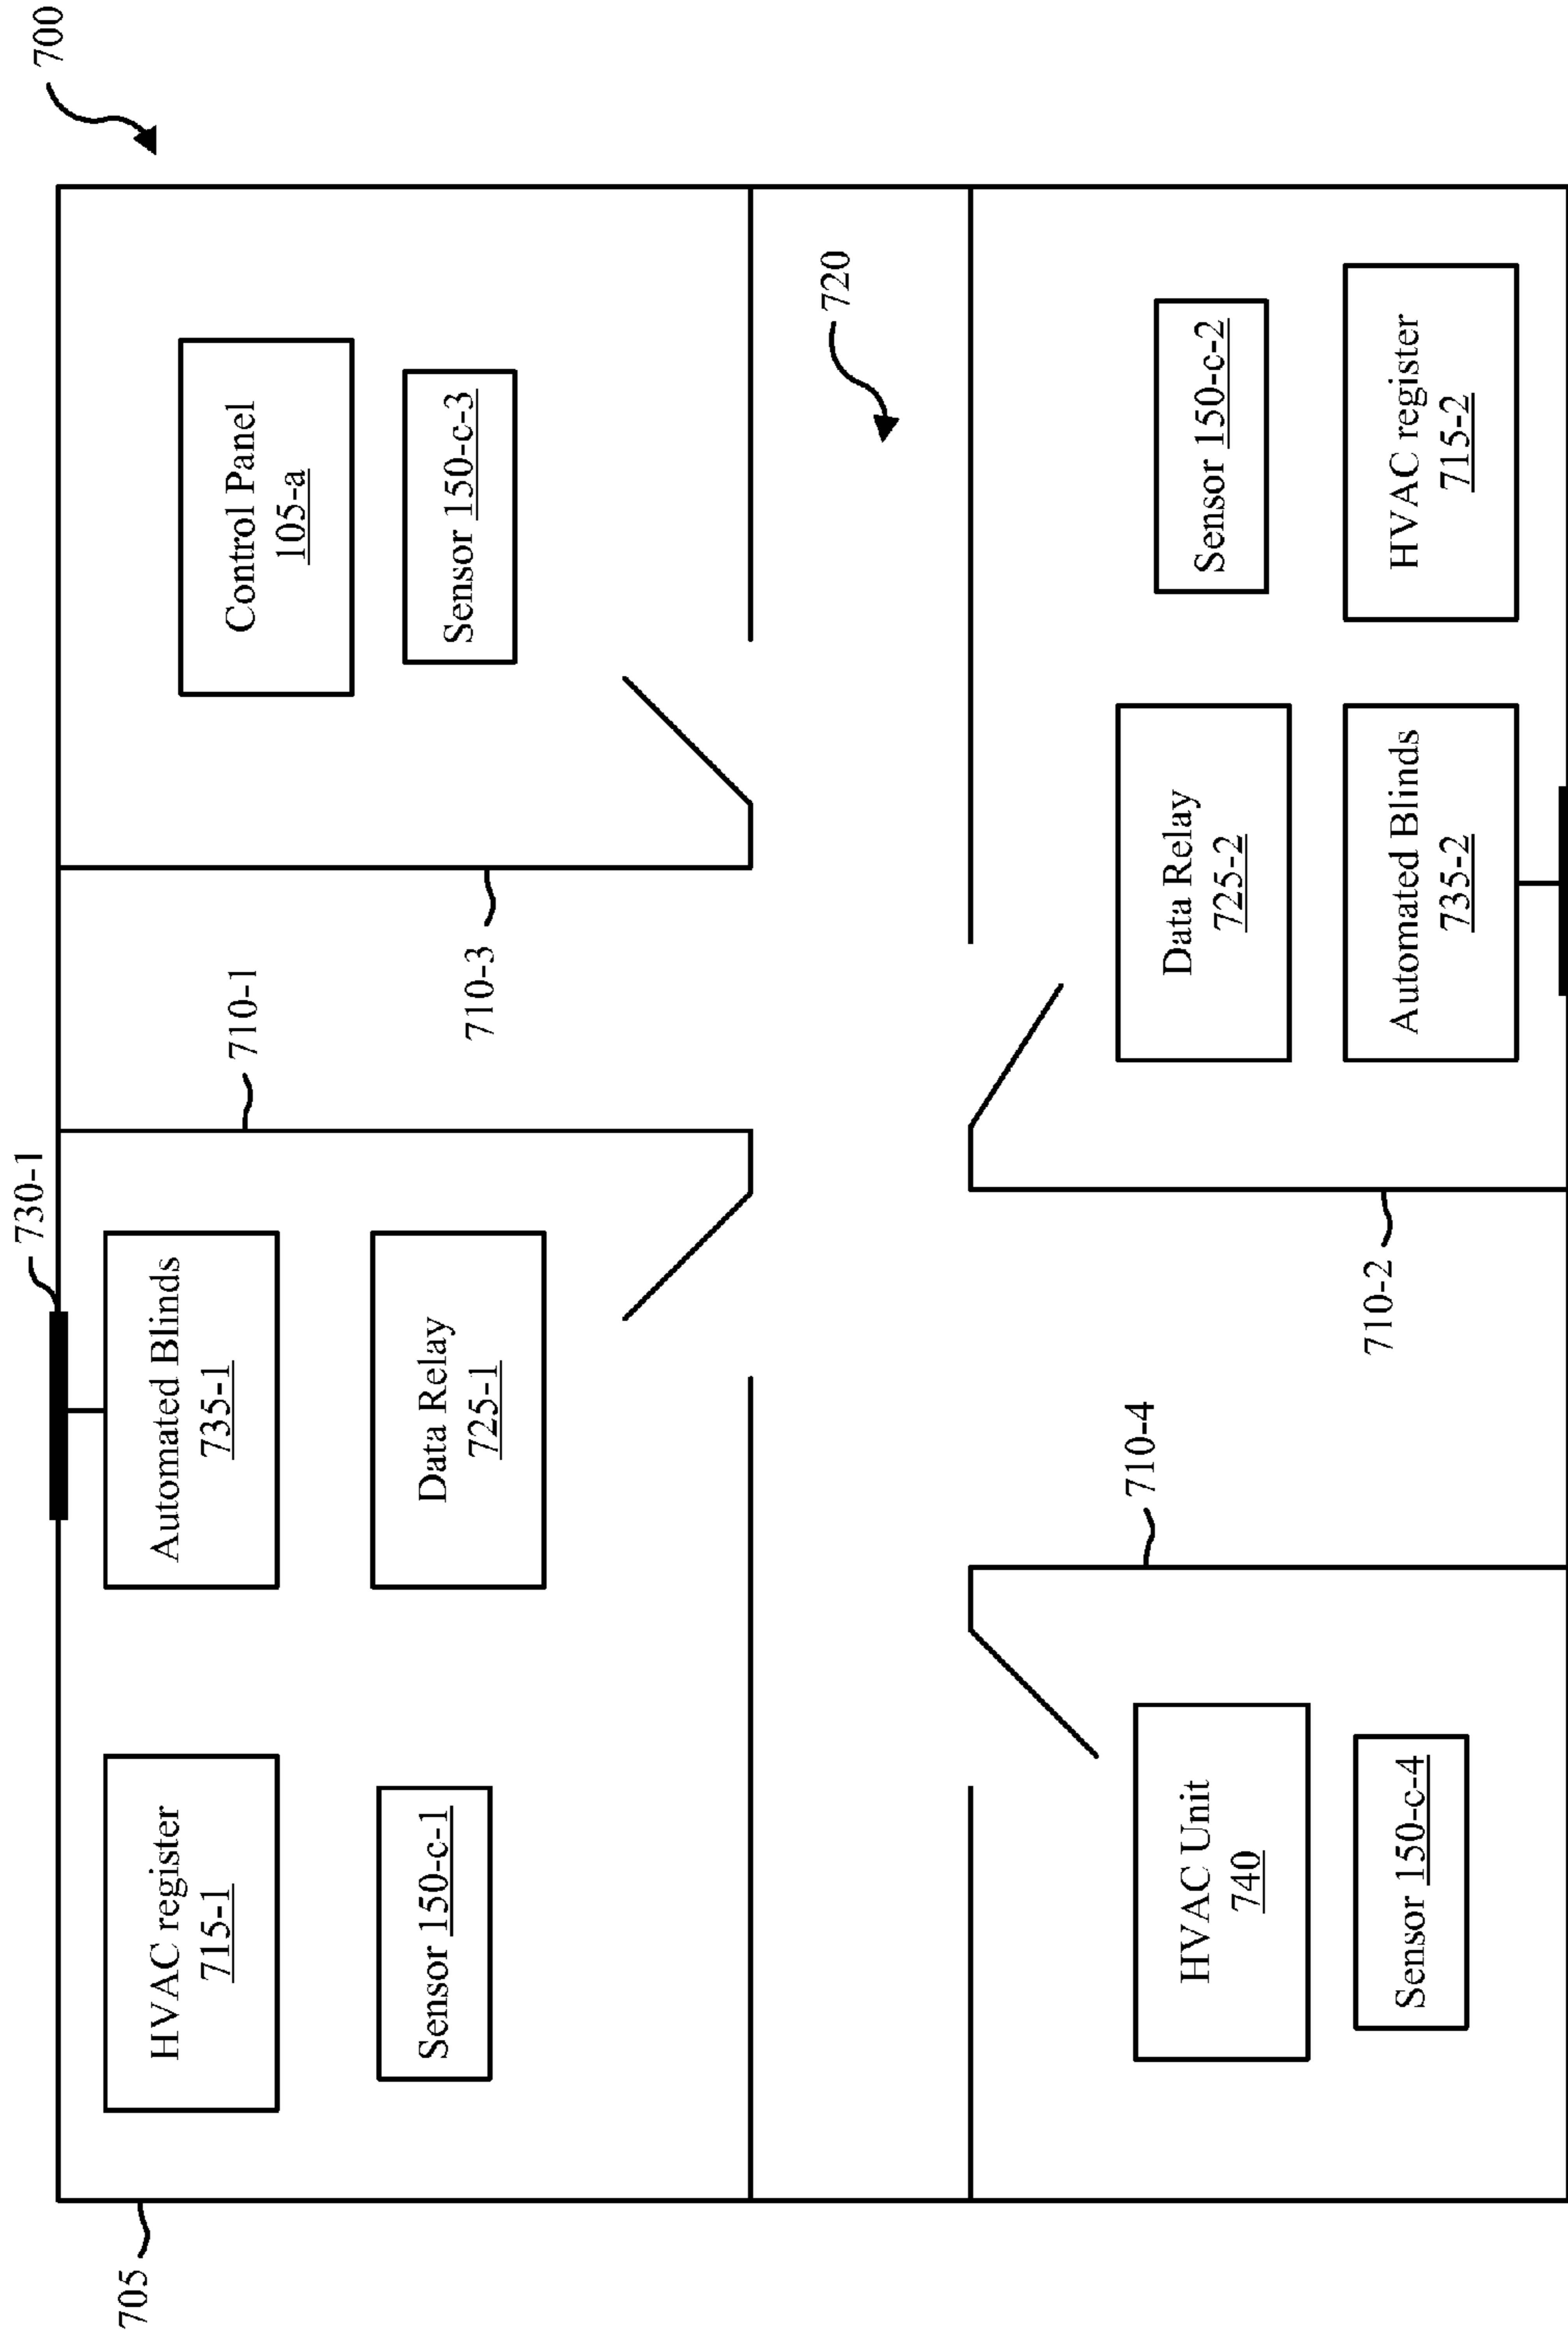 700
705
730-1
HVAC register
715-1
Automated Blinds
735-1
710-1
Control Panel
105-a
Sensor 150-c-1
Data Relay
725-1
710-3
Sensor 150-c-3
720
HVAC Unit
740
710-4
Data Relay
725-2
Sensor 150-c-2
Sensor 150-c-4
710-2
Automated Blinds
735-2
HVAC register
715-2